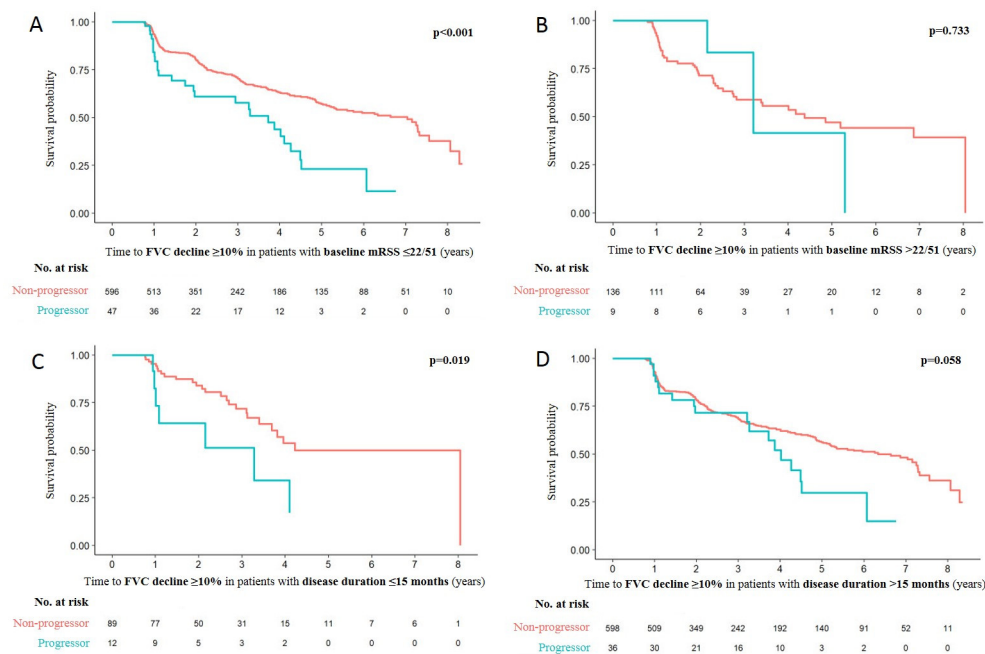 A
p<0.001
Survival probability
1.00
0.75
0.50
0.25
0.00
0 1 2 3 4 5 6 7 8
Time to FVC decline ≥10% in patients with baseline mRSS ≤22/51 (years)
No. at risk
Non-progressor 596 513 351 242 186 135 88 51 10
Progressor 47 36 22 17 12 3 2 0 0
B
p=0.733
Survival probability
1.00
0.75
0.50
0.25
0.00
0 1 2 3 4 5 6 7 8
Time to FVC decline ≥10% in patients with baseline mRSS >22/51 (years)
No. at risk
Non-progressor 136 111 64 39 27 20 12 8 2
Progressor 9 8 6 3 1 1 0 0 0
C
p=0.019
Survival probability
1.00
0.75
0.50
0.25
0.00
0 1 2 3 4 5 6 7 8
Time to FVC decline ≥10% in patients with disease duration ≤15 months (years)
No. at risk
Non-progressor 89 77 50 31 15 11 7 6 1
Progressor 12 9 5 3 2 0 0 0 0
D
p=0.058
Survival probability
1.00
0.75
0.50
0.25
0.00
0 1 2 3 4 5 6 7 8
Time to FVC decline ≥10% in patients with disease duration >15 months (years)
No. at risk
Non-progressor 598 509 349 242 192 140 91 52 11
Progressor 36 30 21 16 10 3 2 0 0